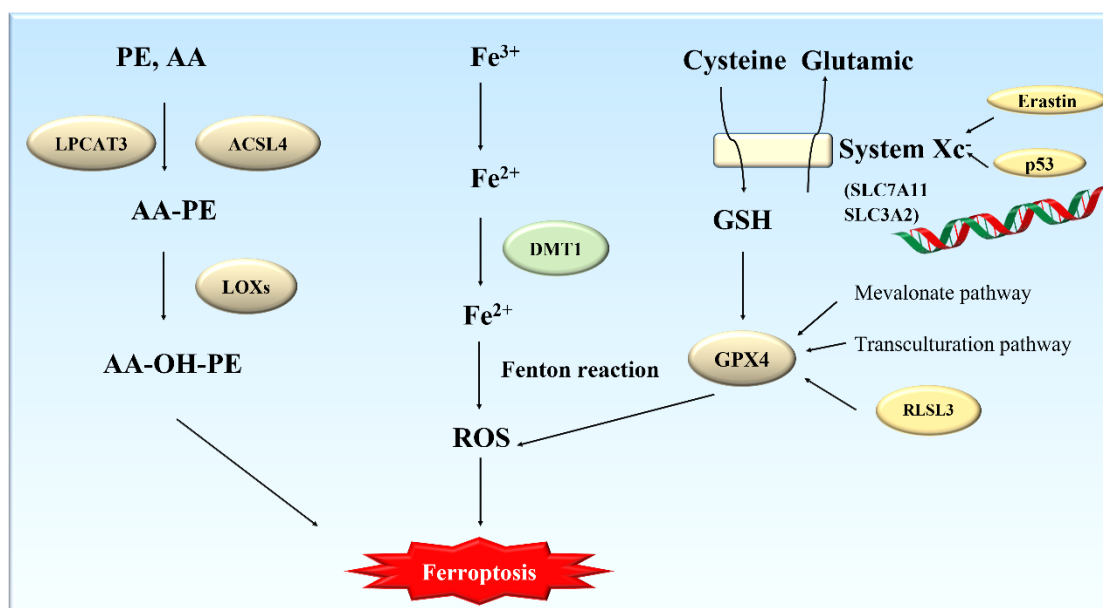 PE, AA
LPCAT3
ACSL4
AA-PE
LOXs
AA-OH-PE
Fe³⁺
Fe²⁺
DMT1
Fe²⁺
Fenton reaction
ROS
Ferroptosis
Cysteine Glutamic
System Xc⁻
Erastin
p53
(SLC7A11
SLC3A2)
GSH
Mevalonate pathway
Transculturation pathway
GPX4
RLSL3